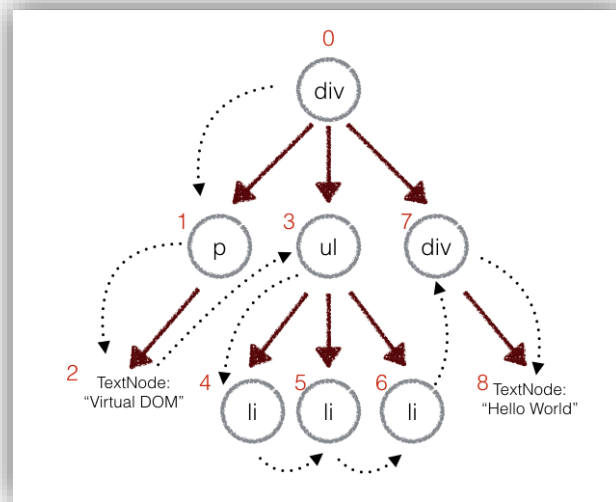 0
div
1
p
3
ul
7
div
2
TextNode:
“Virtual DOM”
4
li
5
li
6
li
8
TextNode:
“Hello World”